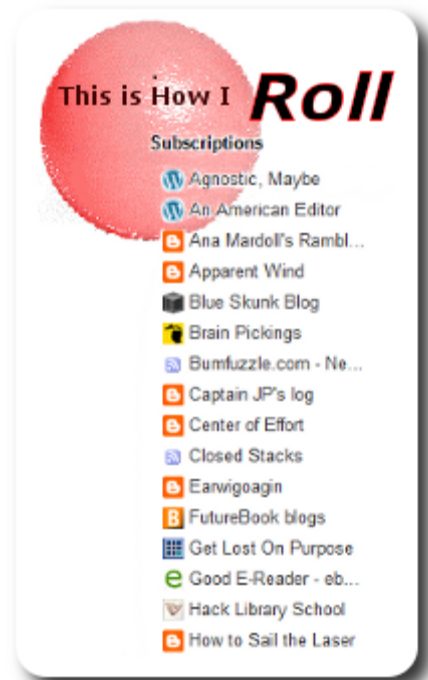 This is How I Roll
Subscriptions
Agnostic, Maybe
An American Editor
Ana Mardoll's Rambl...
Apparent Wind
Blue Skunk Blog
Brain Pickings
Bumfuzzle.com - Ne...
Captain JP's log
Center of Effort
Closed Stacks
Earwigoagin
FutureBook blogs
Get Lost On Purpose
Good E-Reader - eb...
Hack Library School
How to Sail the Laser